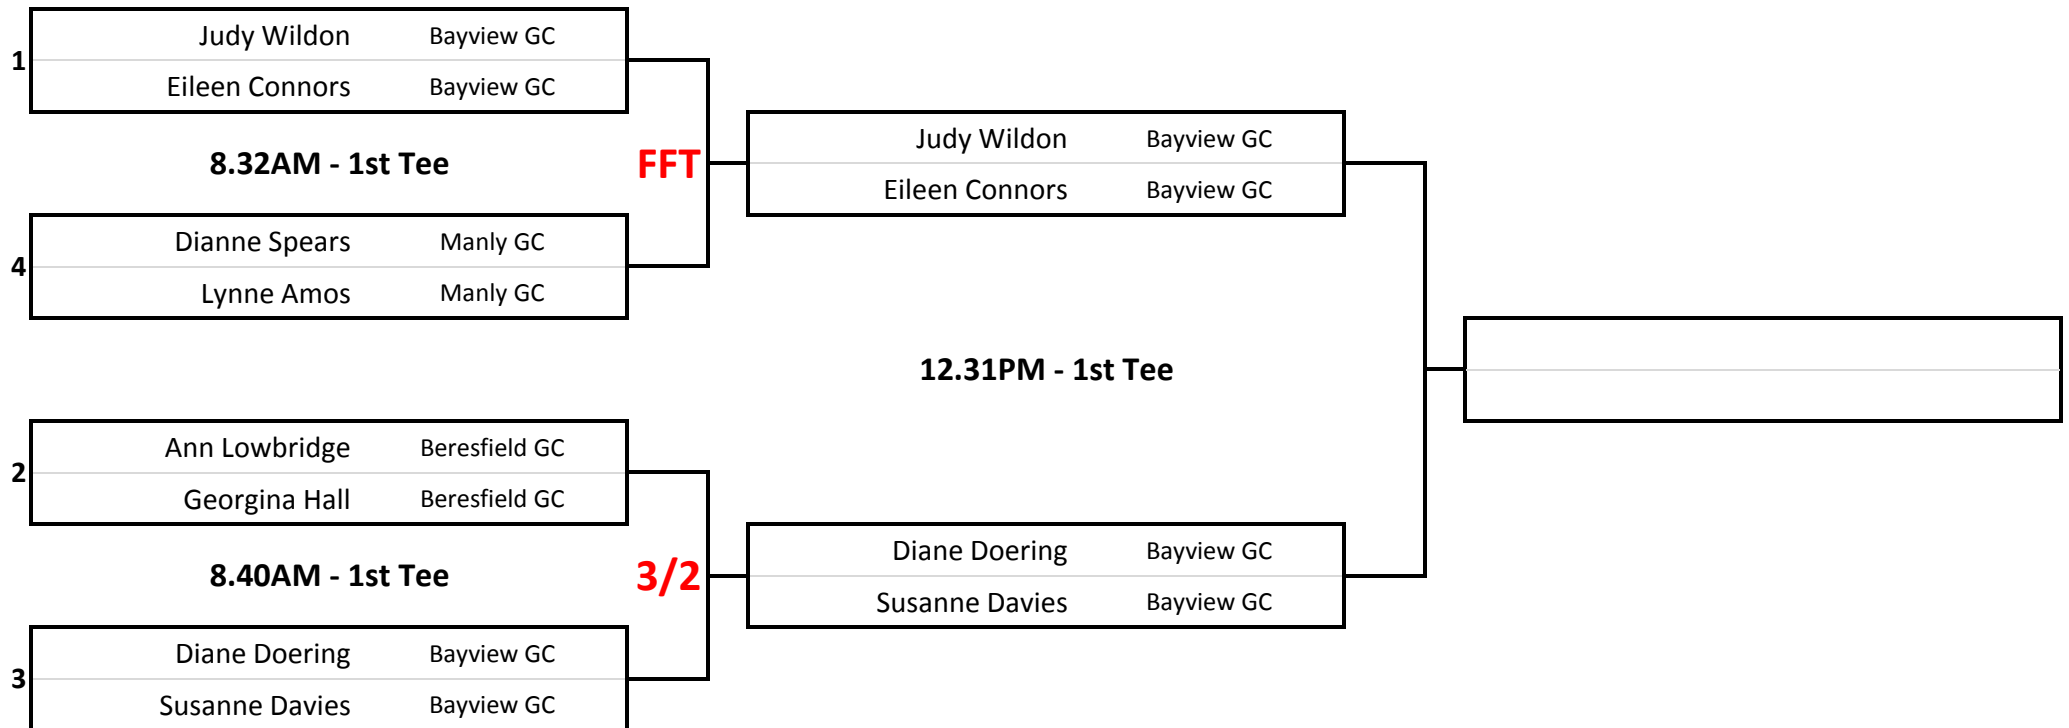 1
Judy Wildon Bayview GC
Eileen Connors Bayview GC
8.32AM - 1st Tee
FFT
4
Dianne Spears Manly GC
Lynne Amos Manly GC
Judy Wildon Bayview GC
Eileen Connors Bayview GC
12.31PM - 1st Tee
2
Ann Lowbridge Beresfield GC
Georgina Hall Beresfield GC
8.40AM - 1st Tee
3/2
3
Diane Doering Bayview GC
Susanne Davies Bayview GC
Diane Doering Bayview GC
Susanne Davies Bayview GC